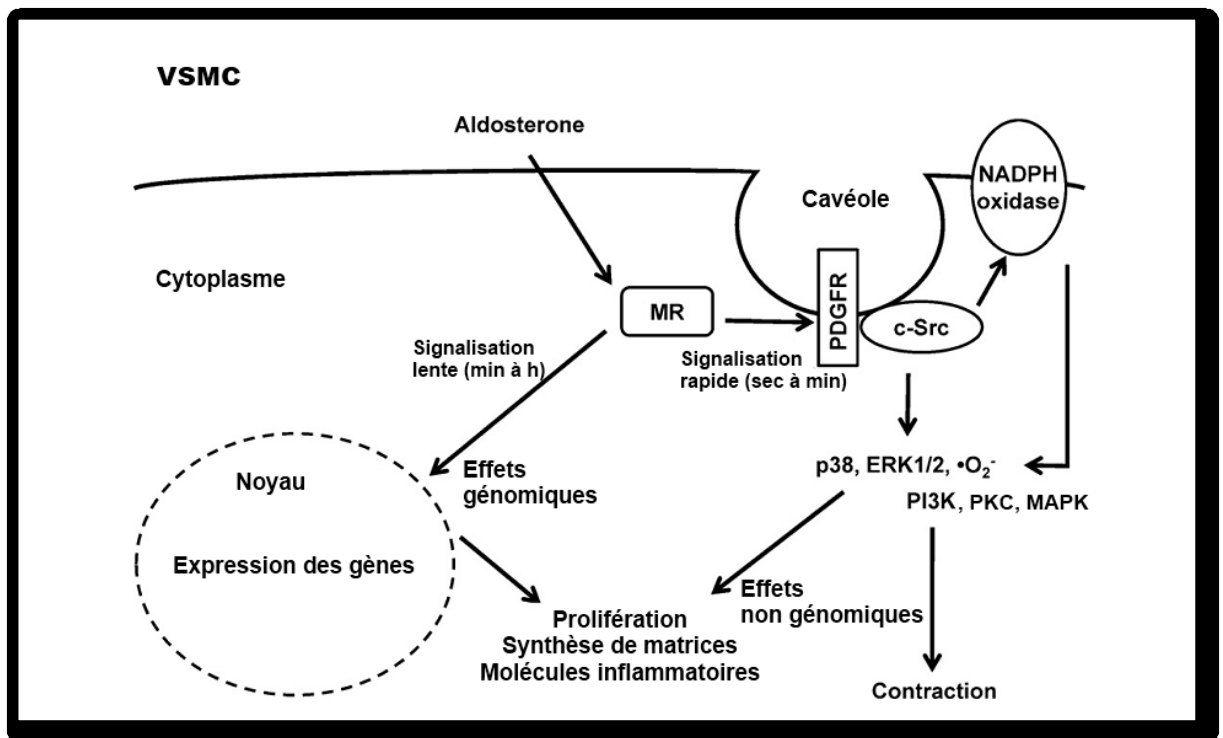 VSMC
Aldosterone
NADPH
oxidase
Cavéole
Cytoplasme
MR
PDGFR
c-Src
Signalisation
lente (min à h)
Signalisation
rapide (sec à min)
Noyau
Effets
génomiques
p38, ERK1/2, •O₂⁻
PI3K, PKC, MAPK
Expression des gènes
Effets
non génomiques
Prolifération
Synthèse de matrices
Molécules inflammatoires
Contraction